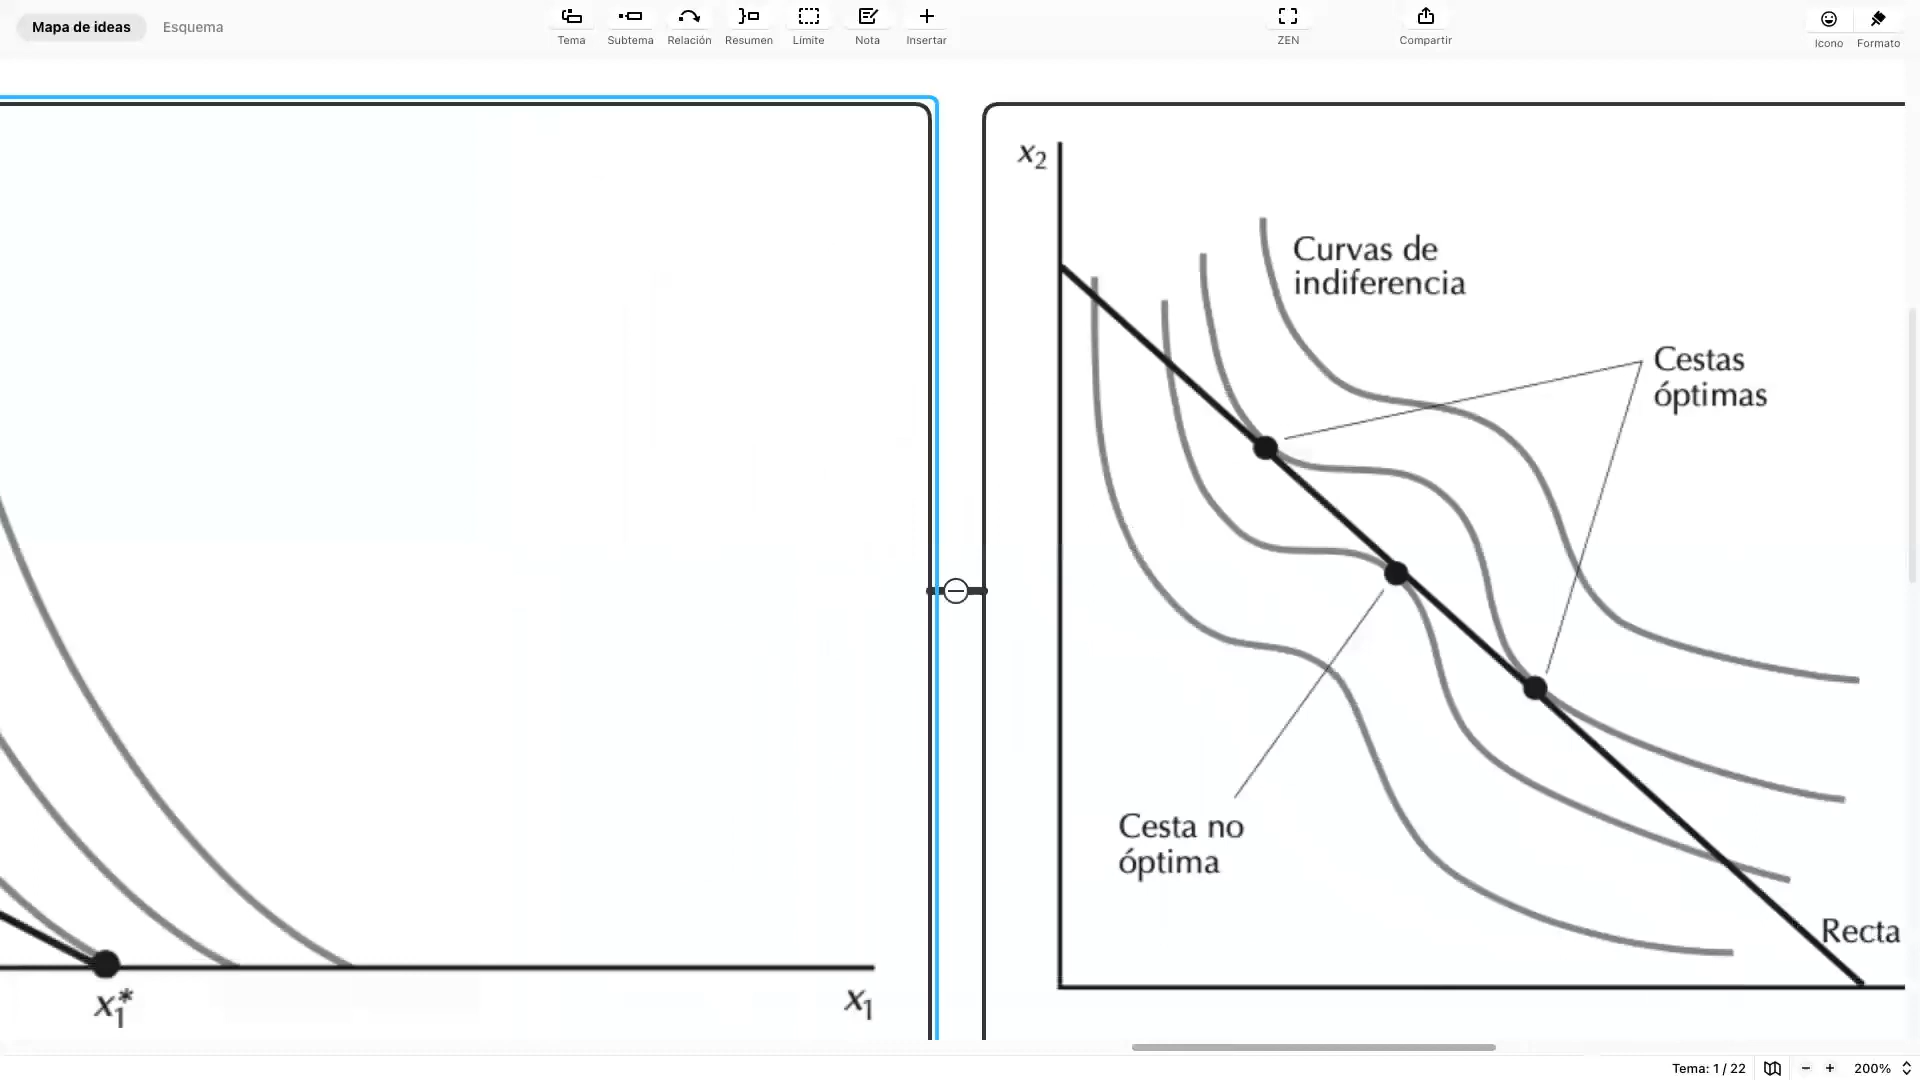 Mapa de ideas
Esquema
Tema
Subtema
Relación
Resumen
Límite
Nota
Insertar
ZEN
Compartir
Icono
Formato
x₁*
x₁
x₂
Curvas de
indiferencia
Cestas
óptimas
Cesta no
óptima
Recta
Tema: 1 / 22
200%